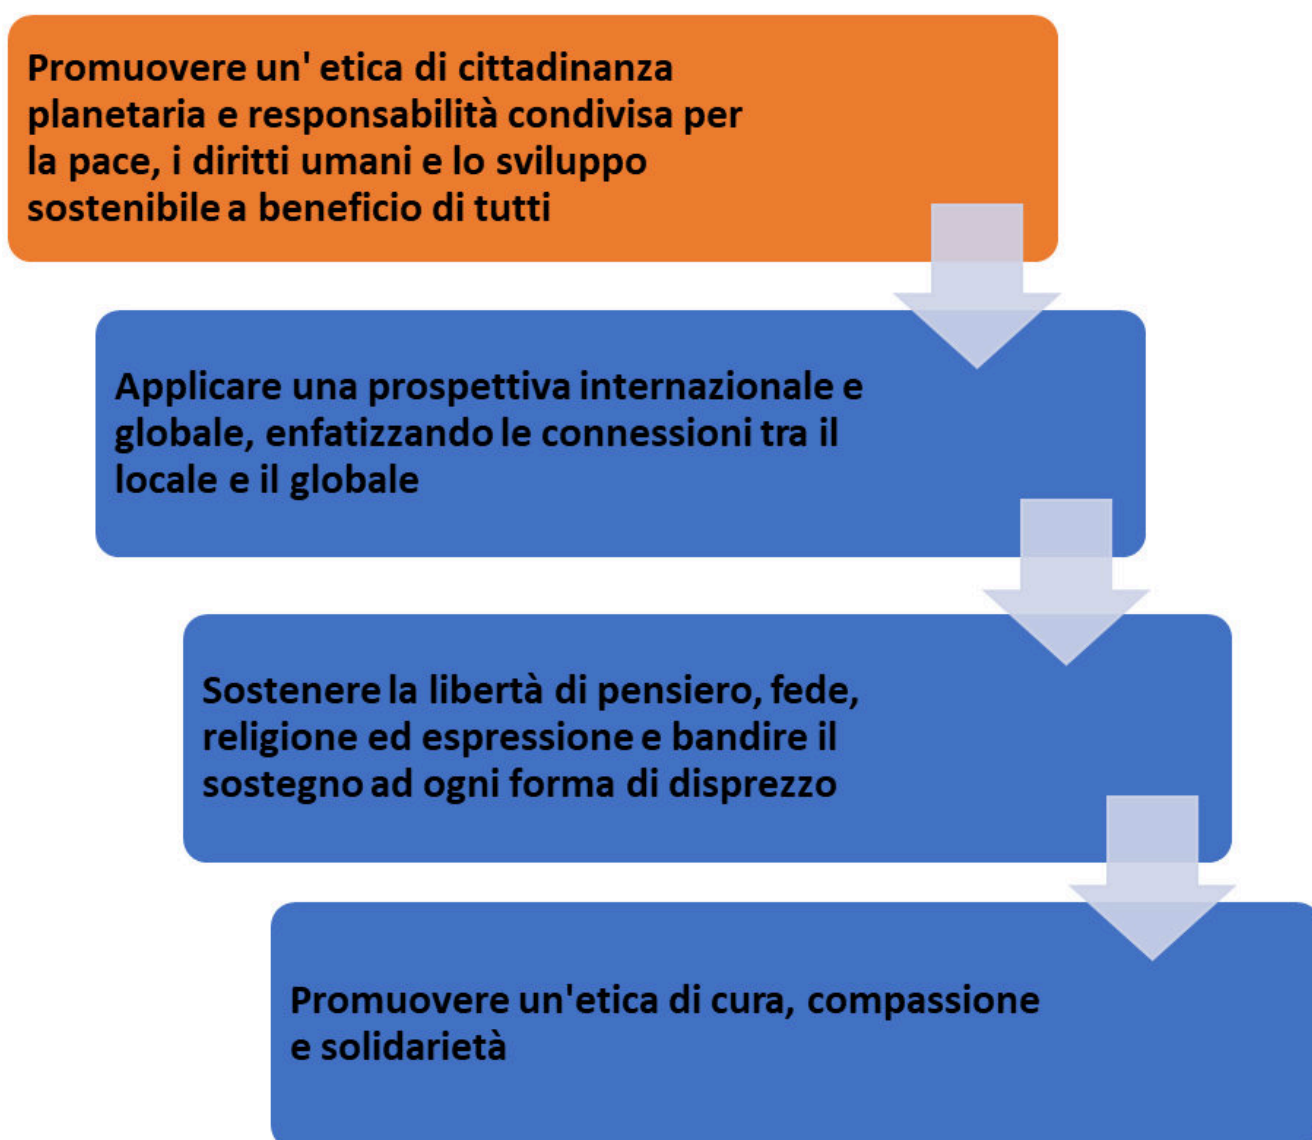 Promuovere un' etica di cittadinanza
planetaria e responsabilità condivisa per
la pace, i diritti umani e lo sviluppo
sostenibile a beneficio di tutti
Applicare una prospettiva internazionale e
globale, enfatizzando le connessioni tra il
locale e il globale
Sostenere la libertà di pensiero, fede,
religione ed espressione e bandire il
sostegno ad ogni forma di disprezzo
Promuovere un'etica di cura, compassione
e solidarietà